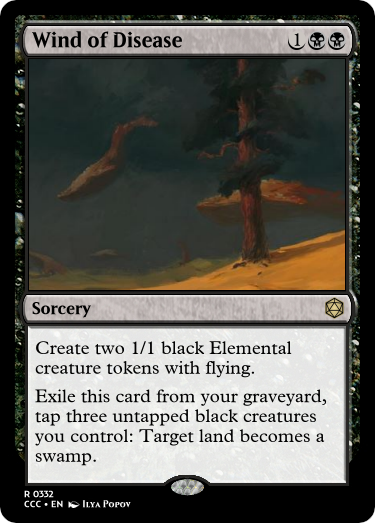 Wind of Disease 1
Sorcery
Create two 1/1 black Elemental
creature tokens with flying.
Exile this card from your graveyard,
tap three untapped black creatures
you control: Target land becomes a
swamp.
R 0332
CCC • EN Ilya Popov